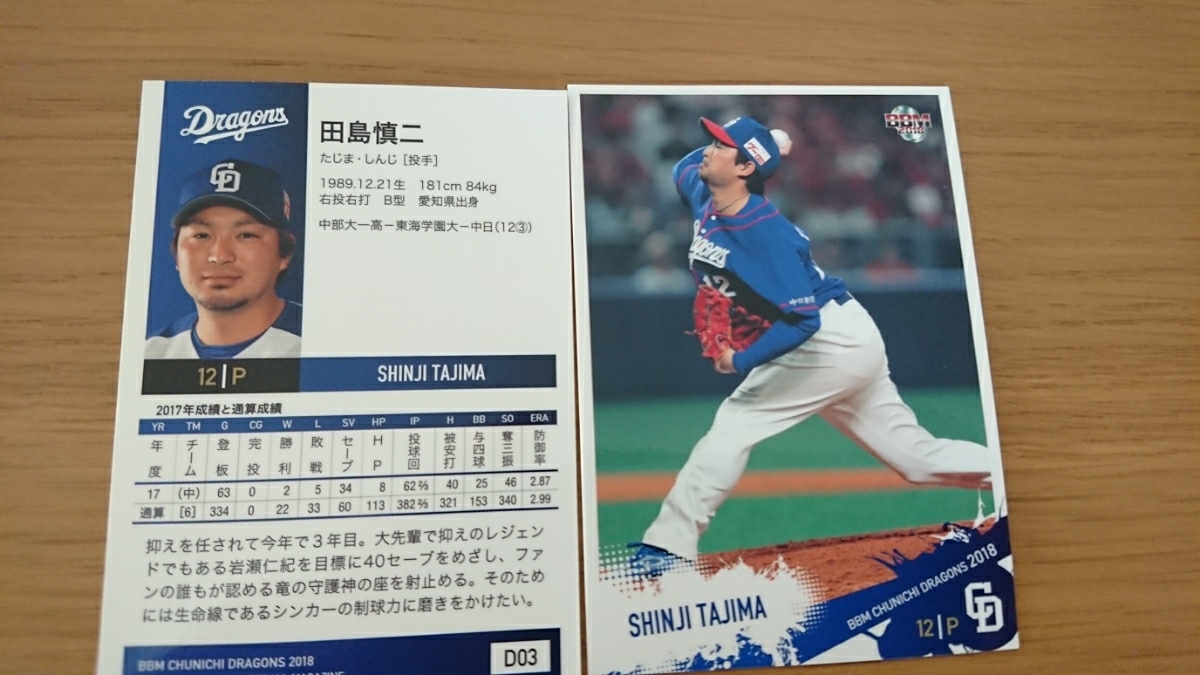 Dragons
CD
田島慎二
たじま・しんじ [投手]
1989.12.21生 181cm 84kg
右投右打 B型 愛知県出身
中部大一高－東海学園大－中日(12③)
12|P
SHINJI TAJIMA
2017年成績と通算成績
YR TM G CG W L SV HP IP H BB SO ERA
年度 チーム 登板 完投 勝利 敗戦 セーブ HP 投球回 被安打 与四球 奪三振 防御率
17 (中) 63 0 2 5 34 8 62⅔ 40 25 46 2.87
通算 [6] 334 0 22 33 60 113 382⅔ 321 153 340 2.99
抑えを任されて今年で3年目。大先輩で抑えのレジェン
ドでもある岩瀬仁紀を目標に40セーブをめざし、ファ
ンの誰もが認める竜の守護神の座を射止める。そのため
には生命線であるシンカーの制球力に磨きをかけたい。
BBM CHUNICHI DRAGONS 2018
D03
BBM
2018
Dragons
12
SHINJI TAJIMA
BBM CHUNICHI DRAGONS 2018
12|P
CD